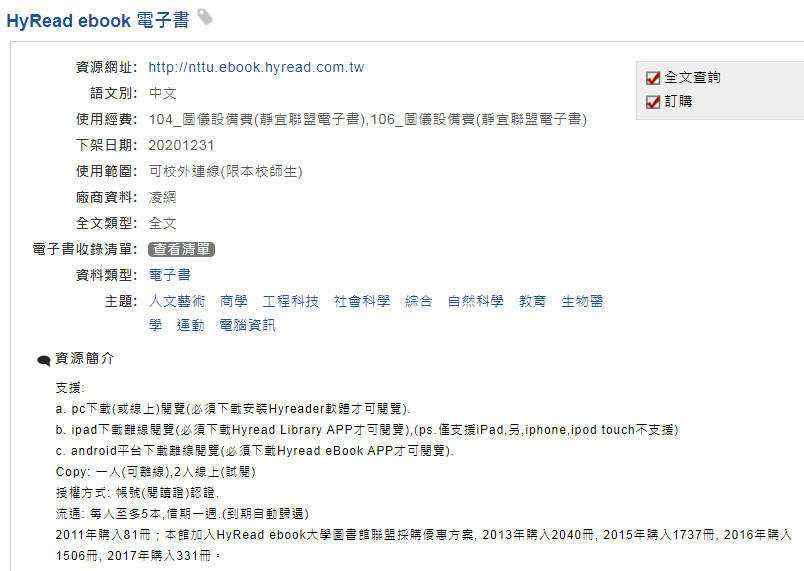 HyRead ebook 電子書
資源網址: http://nttu.ebook.hyread.com.tw
語文別: 中文
使用經費: 104_圖儀設備費(靜宜聯盟電子書),106_圖儀設備費(靜宜聯盟電子書)
下架日期: 20201231
使用範圍: 可校外連線(限本校師生)
廠商資料: 凌網
全文類型: 全文
電子書收錄清單: 查看清單
資料類型: 電子書
主題: 人文藝術 商學 工程科技 社會科學 綜合 自然科學 教育 生物醫
學 運動 電腦資訊
全文查詢
訂購
資源簡介
支援:
a. pc下載(或線上)閱覽(必須下載安裝Hyreader軟體才可閱覽).
b. ipad下載離線閱覽(必須下載Hyread Library APP才可閱覽),(ps.僅支援iPad,另,iphone,ipod touch不支援)
c. android平台下載離線閱覽(必須下載Hyread eBook APP才可閱覽).
Copy: 一人(可離線),2人線上(試閱)
授權方式: 帳號(閱讀證)認證.
流通: 每人至多5本,借期一週.(到期自動歸還)
2011年購入81冊；本館加入HyRead ebook大學圖書館聯盟採購優惠方案, 2013年購入2040冊, 2015年購入1737冊, 2016年購入
1506冊, 2017年購入331冊。